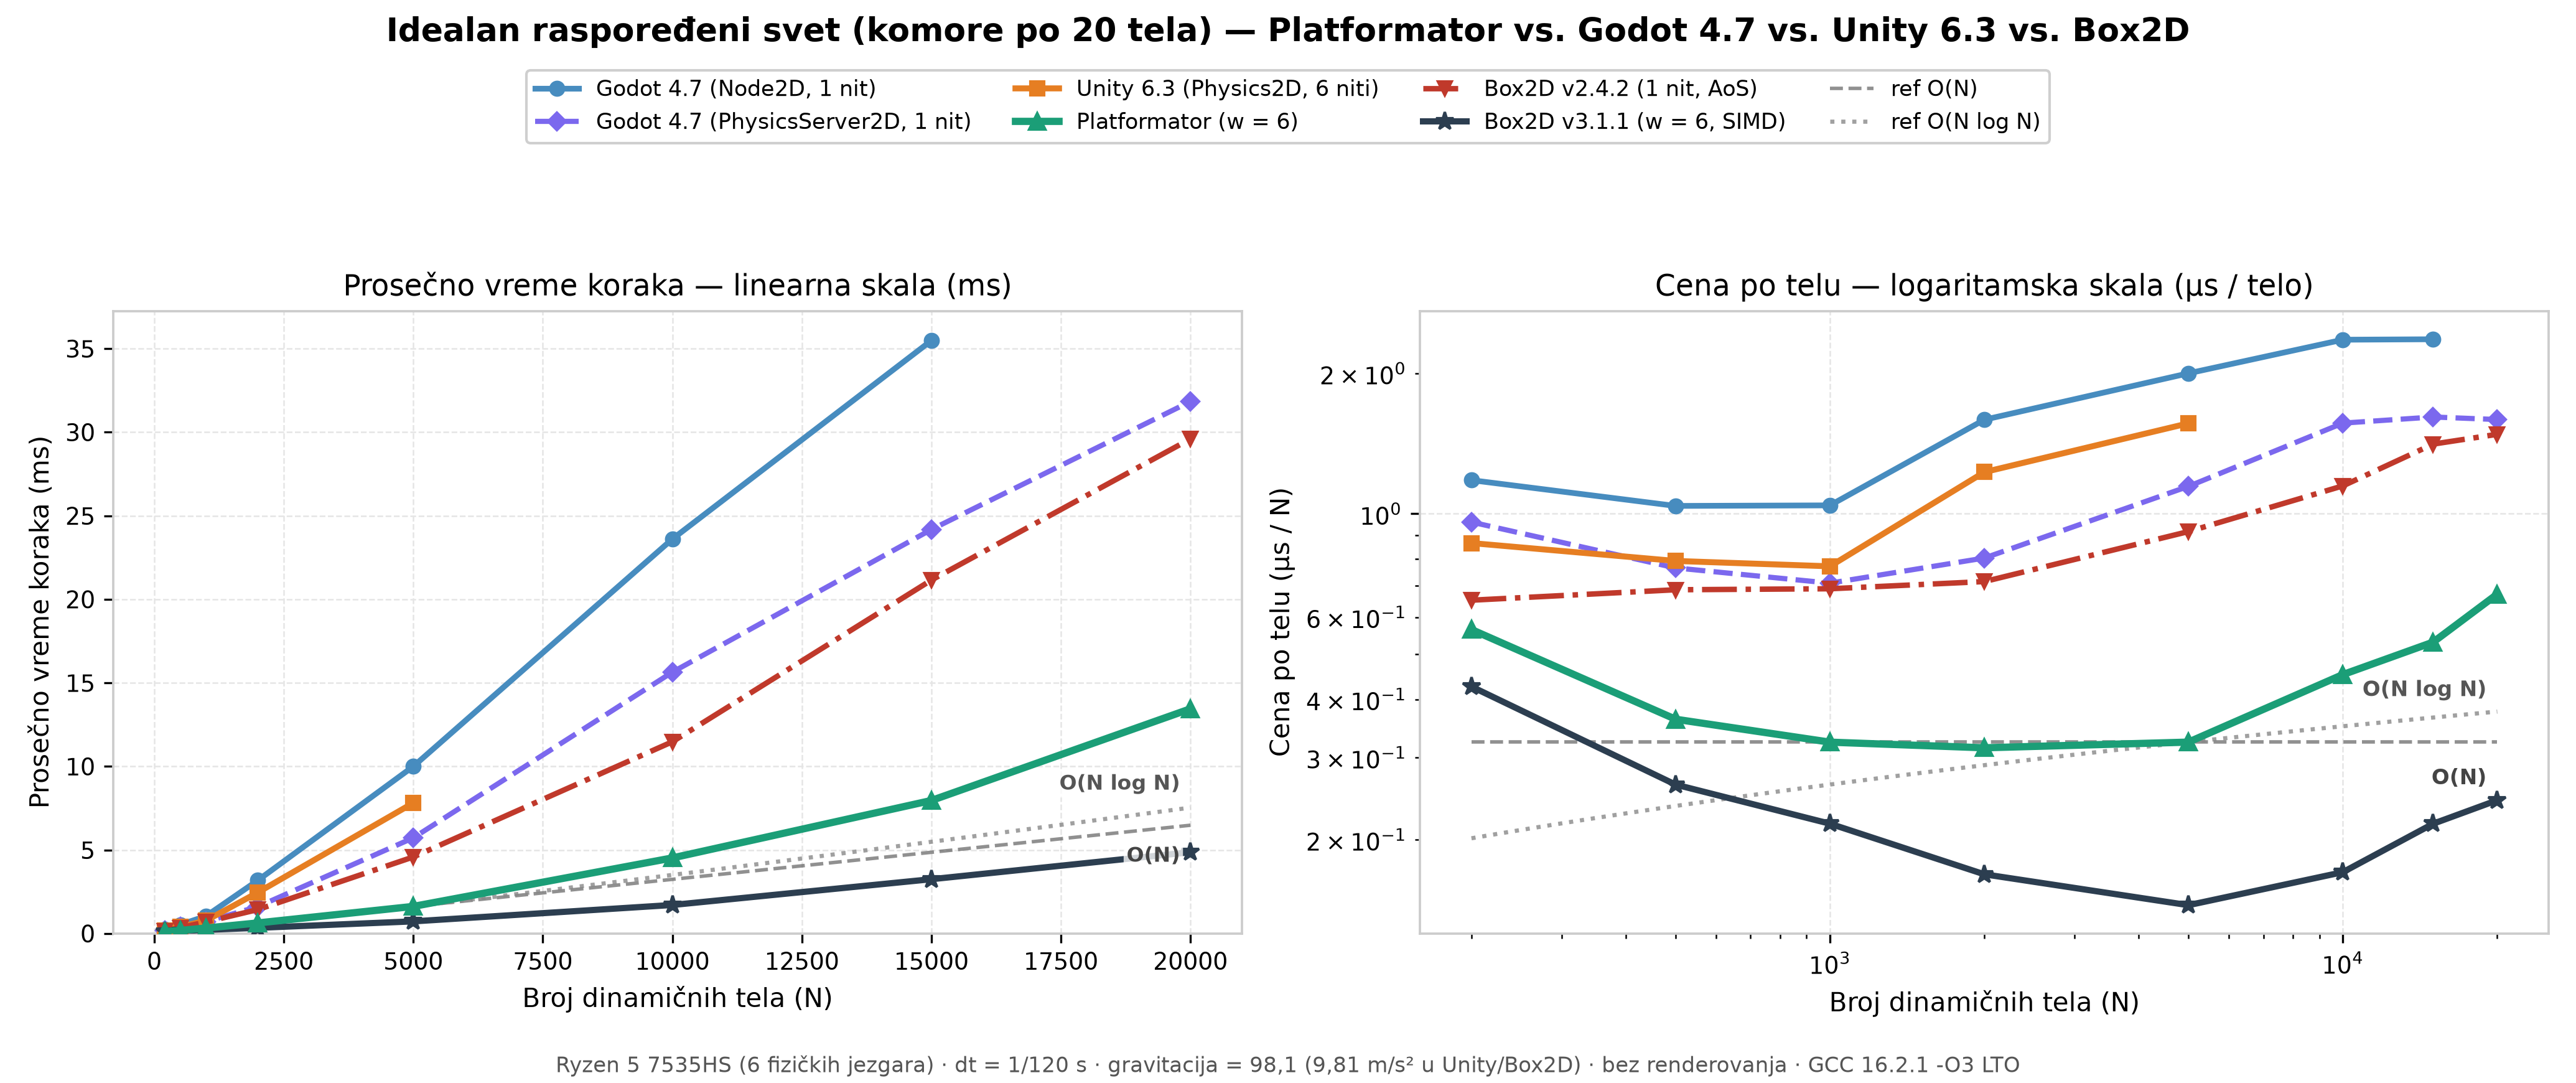 Idealan raspoređeni svet (komore po 20 tela) — Platformator vs. Godot 4.7 vs. Unity 6.3 vs. Box2D
Godot 4.7 (Node2D, 1 nit)
Godot 4.7 (PhysicsServer2D, 1 nit)
Unity 6.3 (Physics2D, 6 niti)
Platformator (w = 6)
Box2D v2.4.2 (1 nit, AoS)
Box2D v3.1.1 (w = 6, SIMD)
ref O(N)
ref O(N log N)
Prosečno vreme koraka — linearna skala (ms)
Prosečno vreme koraka (ms)
35
30
25
20
15
10
5
0
O(N log N)
O(N)
0 2500 5000 7500 10000 12500 15000 17500 20000
Broj dinamičnih tela (N)
Cena po telu — logaritamska skala (µs / telo)
Cena po telu (µs / N)
2 × 10⁰
10⁰
6 × 10⁻¹
4 × 10⁻¹
3 × 10⁻¹
2 × 10⁻¹
O(N log N)
O(N)
10³ 10⁴
Broj dinamičnih tela (N)
Ryzen 5 7535HS (6 fizičkih jezgara) · dt = 1/120 s · gravitacija = 98,1 (9,81 m/s² u Unity/Box2D) · bez renderovanja · GCC 16.2.1 -O3 LTO